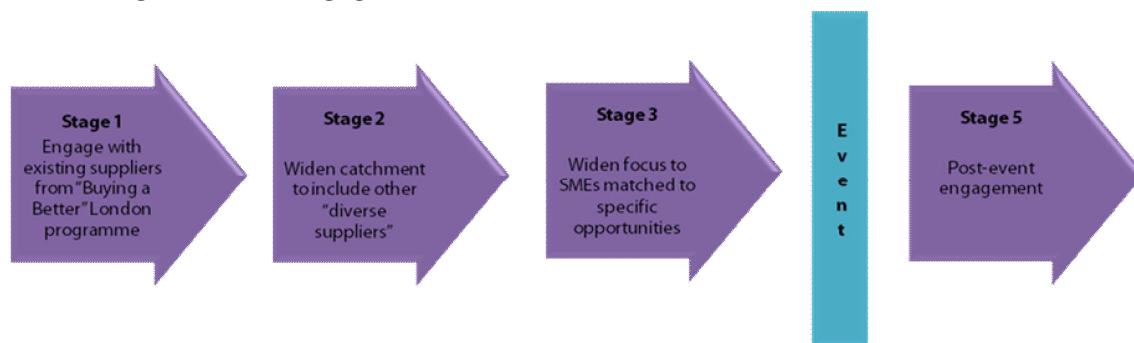 Stage 1
Engage with
existing suppliers
from "Buying a
Better" London
programme
Stage 2
Widen catchment
to include other
"diverse
suppliers"
Stage 3
Widen focus to
SMEs matched to
specific
opportunities
E
v
e
n
t
Stage 5
Post-event
engagement